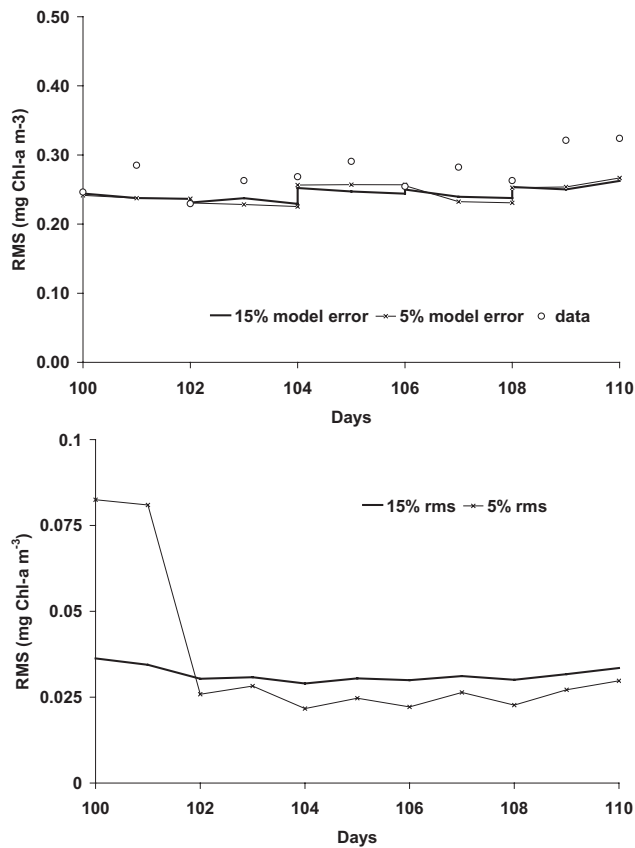 0.50
0.40
0.30
0.20
0.10
0.00
RMS (mg Chl-a m-3)
15% model error 5% model error data
100 102 104 106 108 110
Days
0.1
0.075
0.05
0.025
0
RMS (mg Chl-a m-3)
15% rms 5% rms
100 102 104 106 108 110
Days